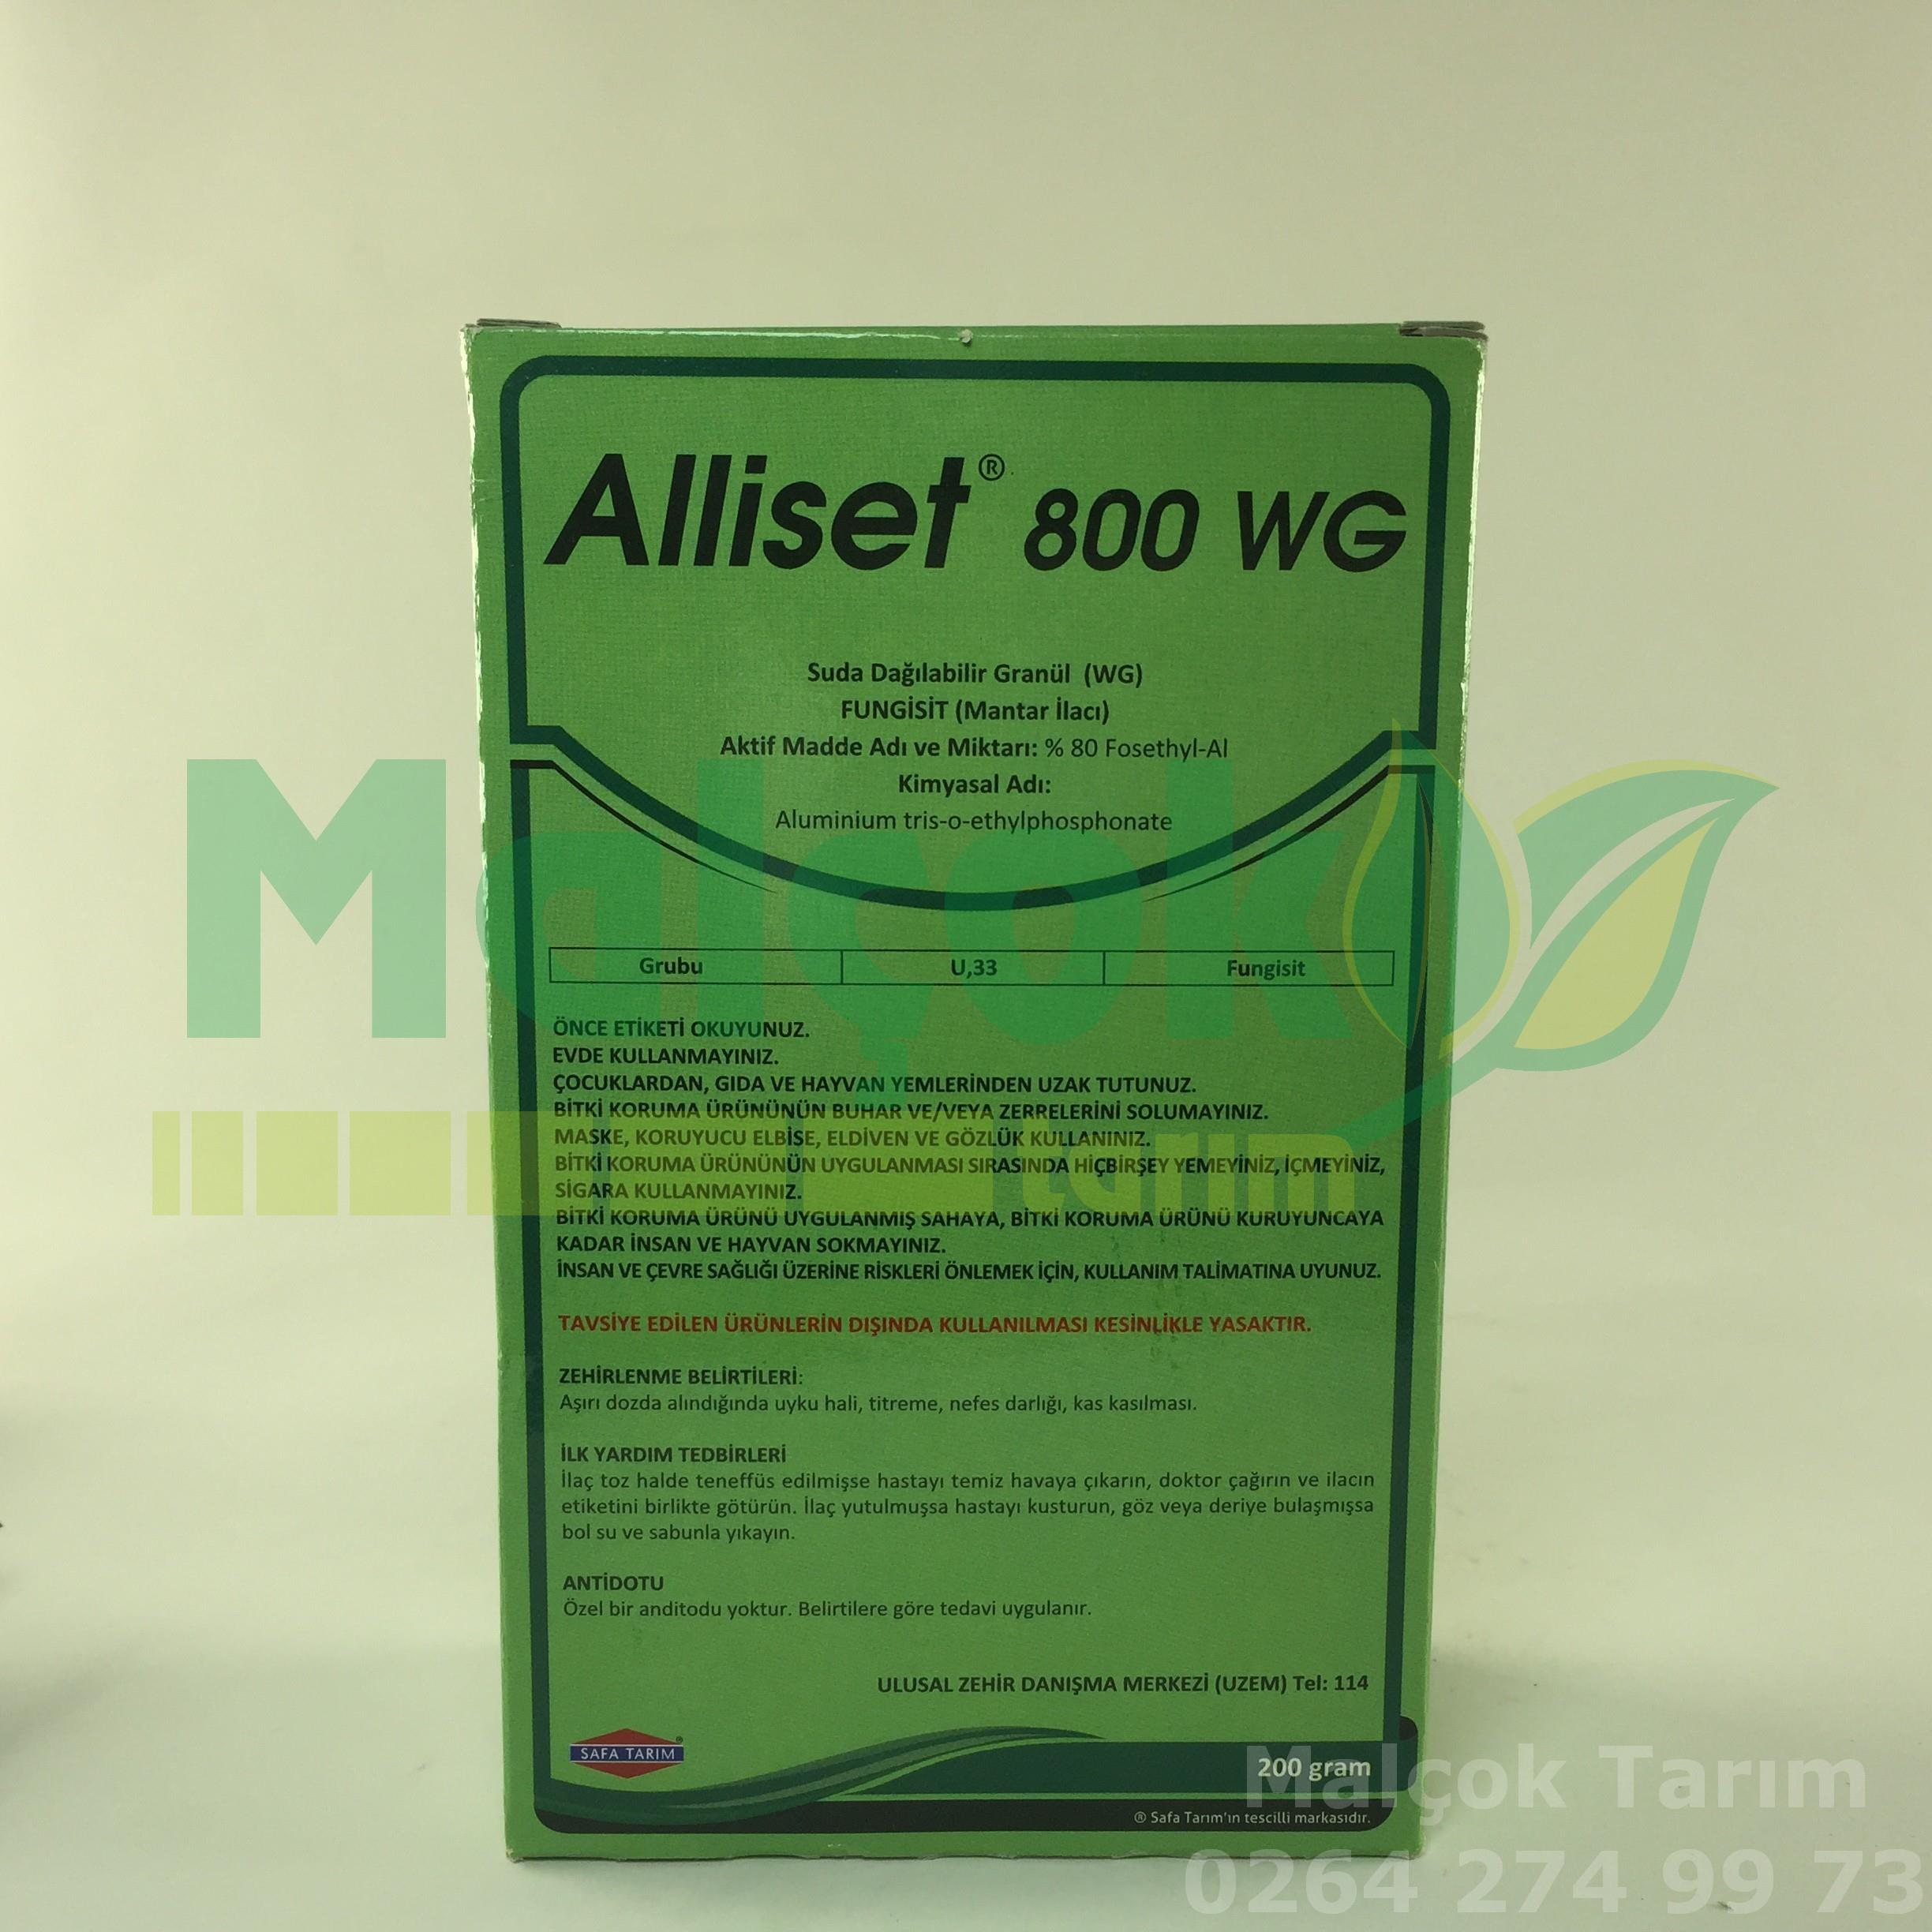 Alliset® 800 WG
Suda Dağılabilir Granül (WG)
FUNGİSİT (Mantar İlacı)
Aktif Madde Adı ve Miktarı: % 80 Fosethyl-Al
Kimyasal Adı:
Aluminium tris-o-ethylphosphonate
Malçok
Grubu U,33 Fungisit
ÖNCE ETİKETİ OKUYUNUZ.
EVDE KULLANMAYINIZ.
ÇOCUKLARDAN, GIDA VE HAYVAN YEMLERİNDEN UZAK TUTUNUZ.
BİTKİ KORUMA ÜRÜNÜNÜN BUHAR VE/VEYA ZERRELERİNİ SOLUMAYINIZ.
MASKE, KORUYUCU ELBİSE, ELDİVEN VE GÖZLÜK KULLANINIZ.
BİTKİ KORUMA ÜRÜNÜNÜN UYGULANMASI SIRASINDA HİÇBİRŞEY YEMEYİNİZ, İÇMEYİNİZ,
SİGARA KULLANMAYINIZ.
tarım
BİTKİ KORUMA ÜRÜNÜ UYGULANMIŞ SAHAYA, BİTKİ KORUMA ÜRÜNÜ KURUYUNCAYA
KADAR İNSAN VE HAYVAN SOKMAYINIZ.
İNSAN VE ÇEVRE SAĞLIĞI ÜZERİNE RİSKLERİ ÖNLEMEK İÇİN, KULLANIM TALİMATINA UYUNUZ.
TAVSİYE EDİLEN ÜRÜNLERİN DIŞINDA KULLANILMASI KESİNLİKLE YASAKTIR.
ZEHİRLENME BELİRTİLERİ:
Aşırı dozda alındığında uyku hali, titreme, nefes darlığı, kas kasılması.
İLK YARDIM TEDBİRLERİ
İlaç toz halde teneffüs edilmişse hastayı temiz havaya çıkarın, doktor çağırın ve ilacın
etiketini birlikte götürün. İlaç yutulmuşsa hastayı kusturun, göz veya deriye bulaşmışsa
bol su ve sabunla yıkayın.
ANTİDOTU
Özel bir anditodu yoktur. Belirtilere göre tedavi uygulanır.
ULUSAL ZEHİR DANIŞMA MERKEZİ (UZEM) Tel: 114
SAFA TARIM®
200 gram
® Safa Tarım'ın tescilli markasıdır.
Malçok Tarım
0264 274 99 73